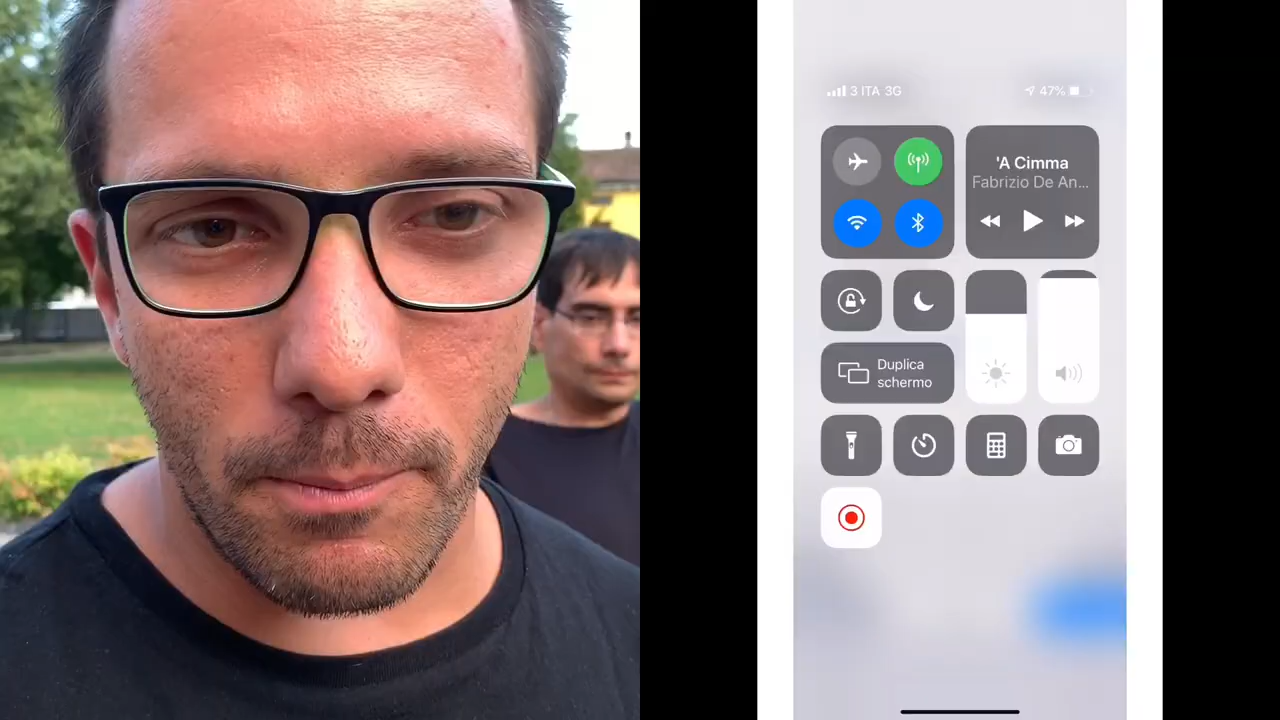 3 ITA 3G
47%
'A Cimma
Fabrizio De An...
Duplica
schermo